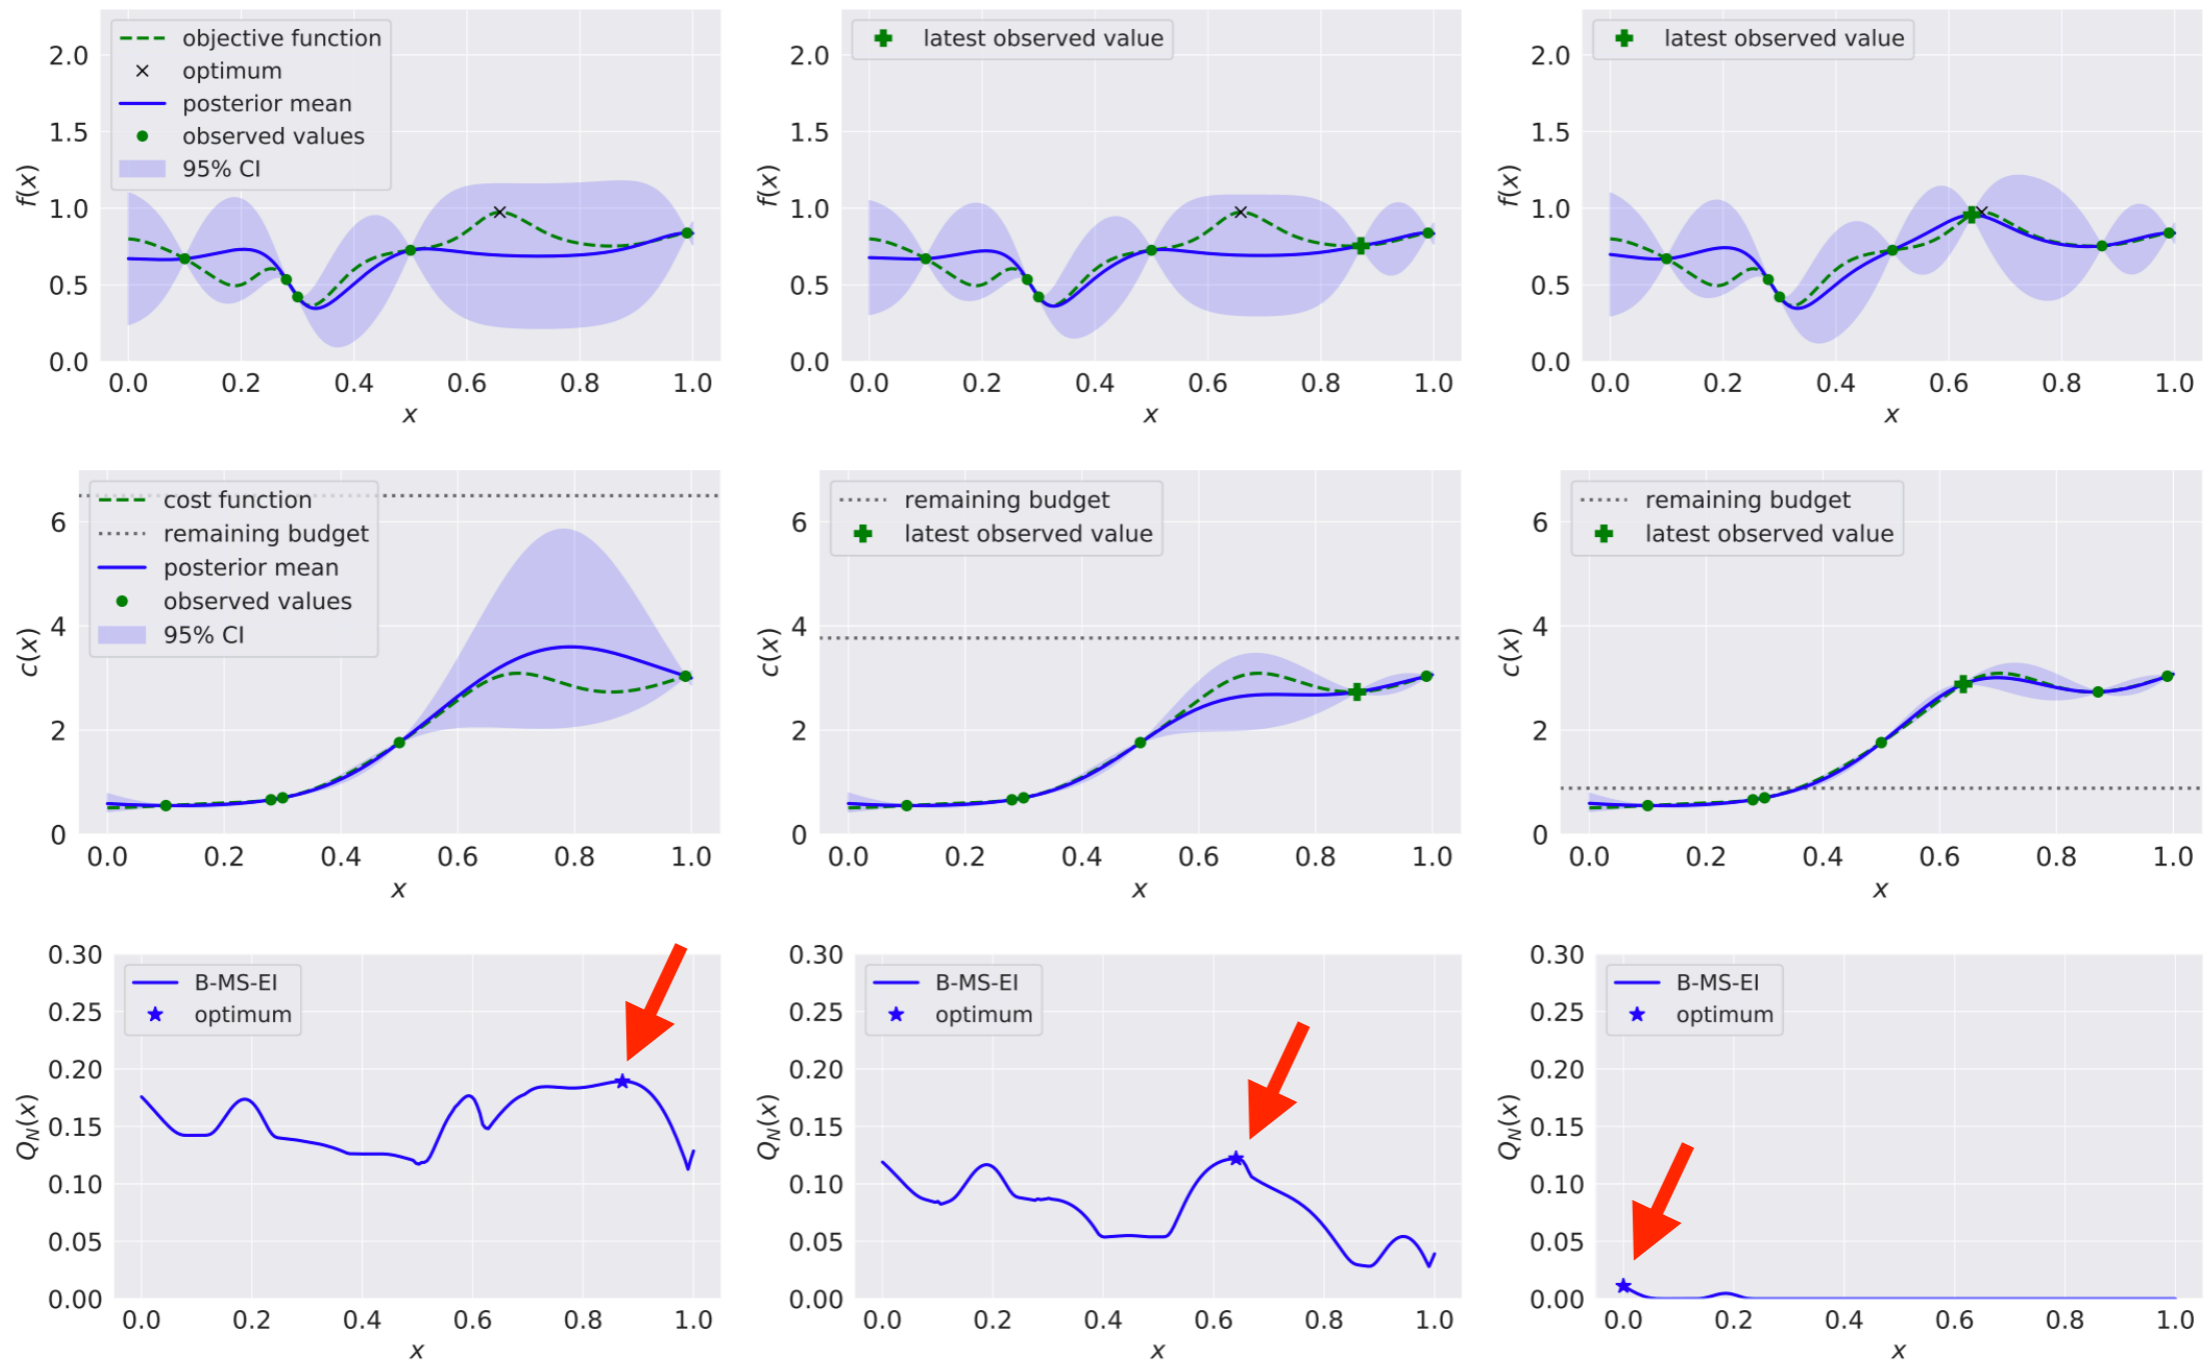 objective function
optimum
posterior mean
observed values
95% CI
2.0
1.5
1.0
0.5
0.0
f(x)
0.0 0.2 0.4 0.6 0.8 1.0
x
latest observed value
2.0
1.5
1.0
0.5
0.0
f(x)
0.0 0.2 0.4 0.6 0.8 1.0
x
latest observed value
2.0
1.5
1.0
0.5
0.0
f(x)
0.0 0.2 0.4 0.6 0.8 1.0
x
cost function
remaining budget
posterior mean
observed values
95% CI
6
4
2
0
c(x)
0.0 0.2 0.4 0.6 0.8 1.0
x
remaining budget
latest observed value
6
4
2
0
c(x)
0.0 0.2 0.4 0.6 0.8 1.0
x
remaining budget
latest observed value
6
4
2
0
c(x)
0.0 0.2 0.4 0.6 0.8 1.0
x
B-MS-EI
optimum
0.30
0.25
0.20
0.15
0.10
0.05
0.00
Q_N(x)
0.0 0.2 0.4 0.6 0.8 1.0
x
B-MS-EI
optimum
0.30
0.25
0.20
0.15
0.10
0.05
0.00
Q_N(x)
0.0 0.2 0.4 0.6 0.8 1.0
x
B-MS-EI
optimum
0.30
0.25
0.20
0.15
0.10
0.05
0.00
Q_N(x)
0.0 0.2 0.4 0.6 0.8 1.0
x